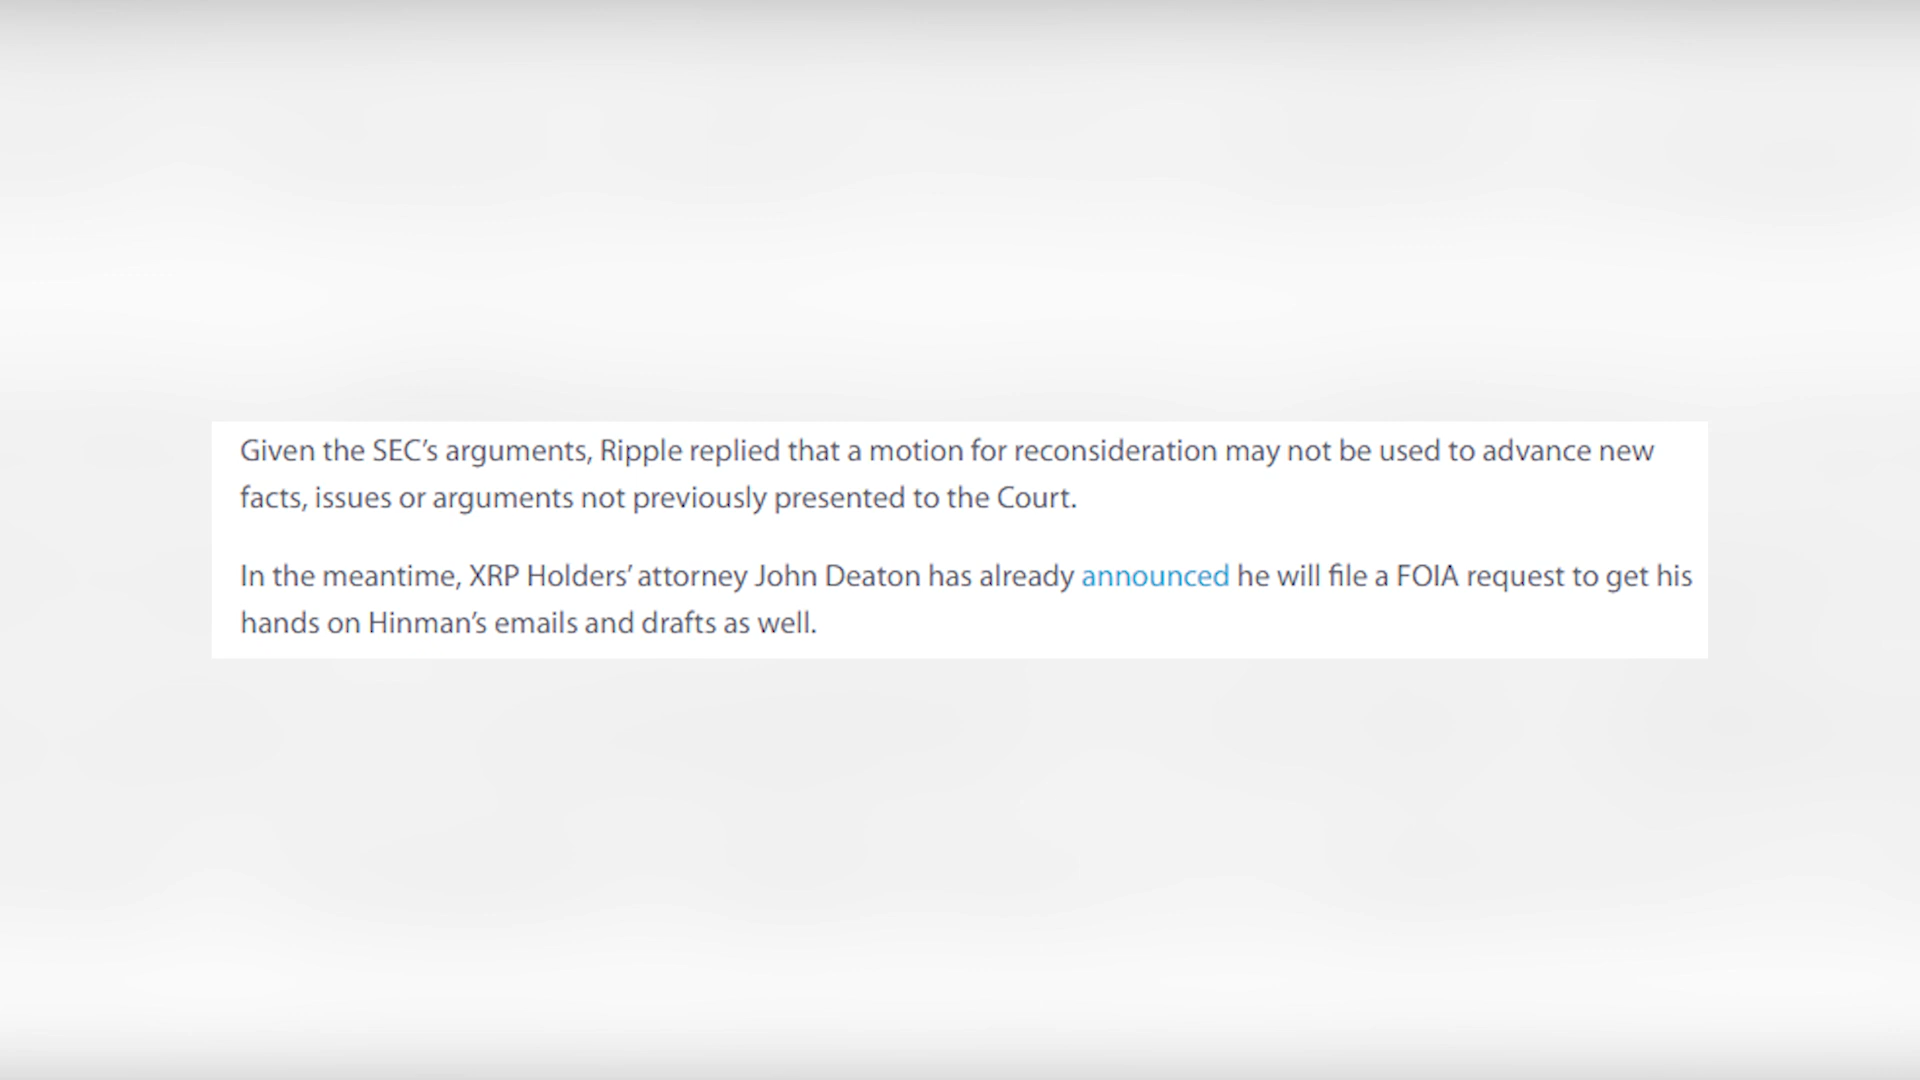 Given the SEC’s arguments, Ripple replied that a motion for reconsideration may not be used to advance new
facts, issues or arguments not previously presented to the Court.
In the meantime, XRP Holders’ attorney John Deaton has already announced he will file a FOIA request to get his
hands on Hinman’s emails and drafts as well.